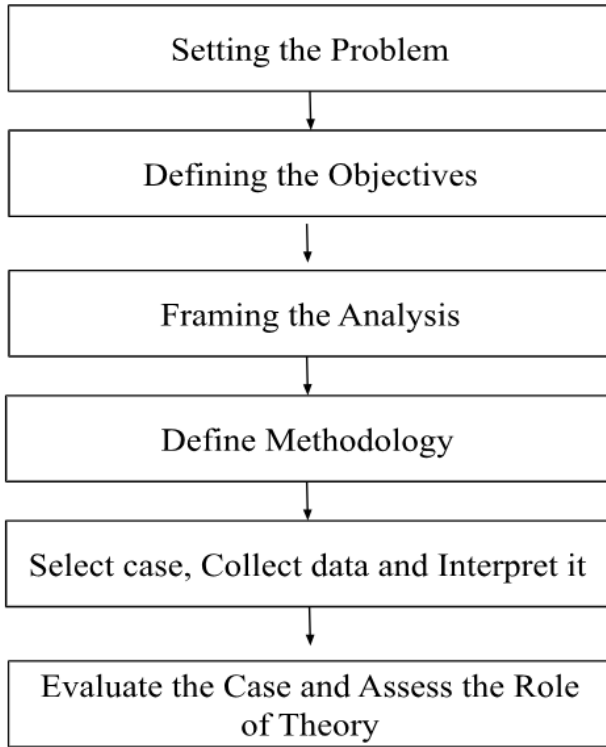 Setting the Problem
Defining the Objectives
Framing the Analysis
Define Methodology
Select case, Collect data and Interpret it
Evaluate the Case and Assess the Role
of Theory